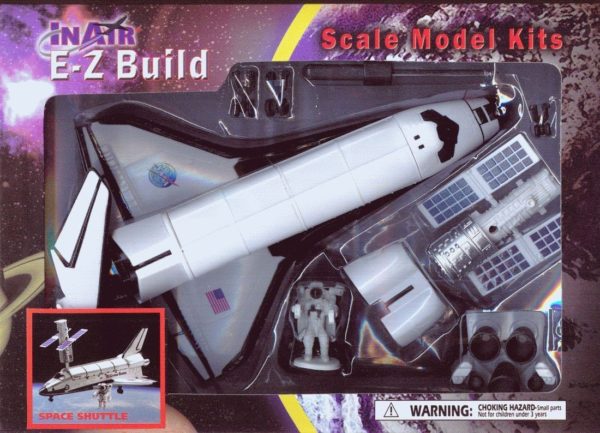 inAir
E-Z Build
Scale Model Kits
SPACE SHUTTLE
WARNING: CHOKING HAZARD-Small parts
Not for children under 3 years